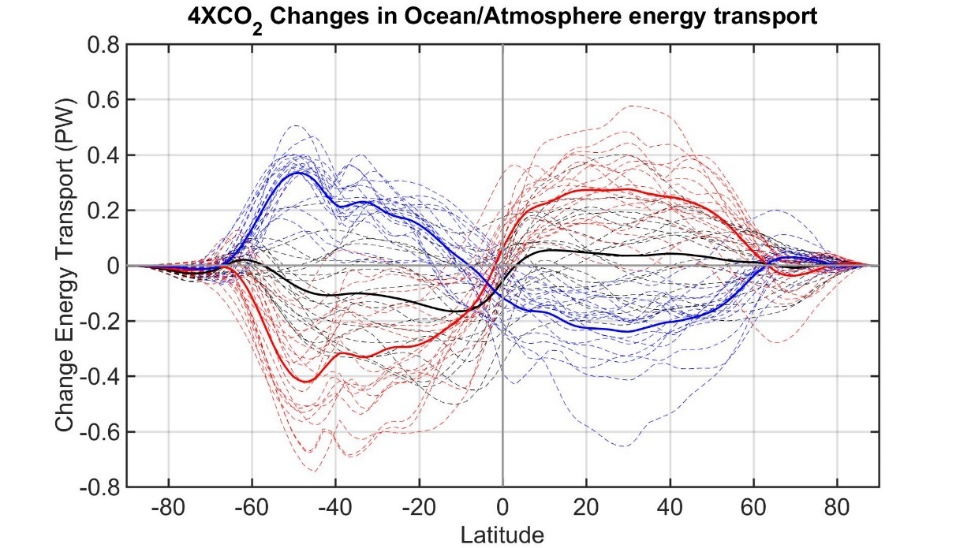 4XCO2 Changes in Ocean/Atmosphere energy transport
Change Energy Transport (PW)
0.8
0.6
0.4
0.2
0
-0.2
-0.4
-0.6
-0.8
-80 -60 -40 -20 0 20 40 60 80
Latitude